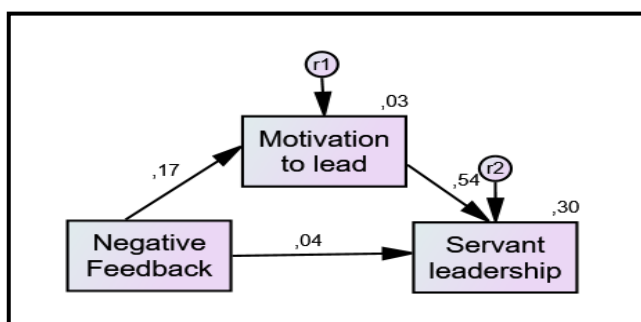 r1
,03
Motivation
to lead
,17
,54
r2
,30
Negative
Feedback
,04
Servant
leadership